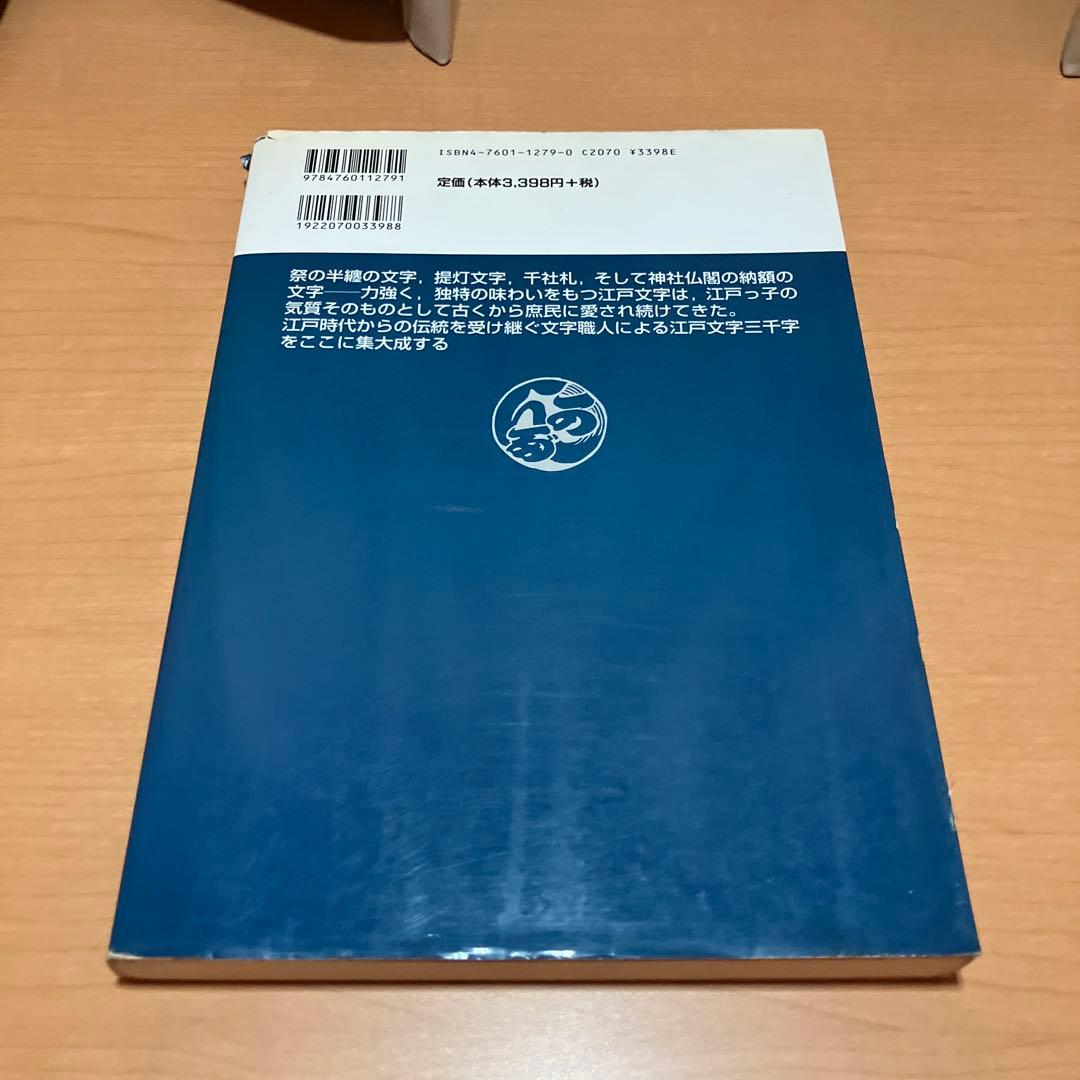 ISBN4-7601-1279-0 C2070 ¥3398E
9784760112791
定価(本体3,398円+税)
1922070033988
祭の半纏の文字，提灯文字，千社札，そして神社仏閣の納額の
文字──力強く，独特の味わいをもつ江戸文字は，江戸っ子の
気質そのものとして古くから庶民に愛され続けてきた。
江戸時代からの伝統を受け継ぐ文字職人による江戸文字三千字
をここに集大成する